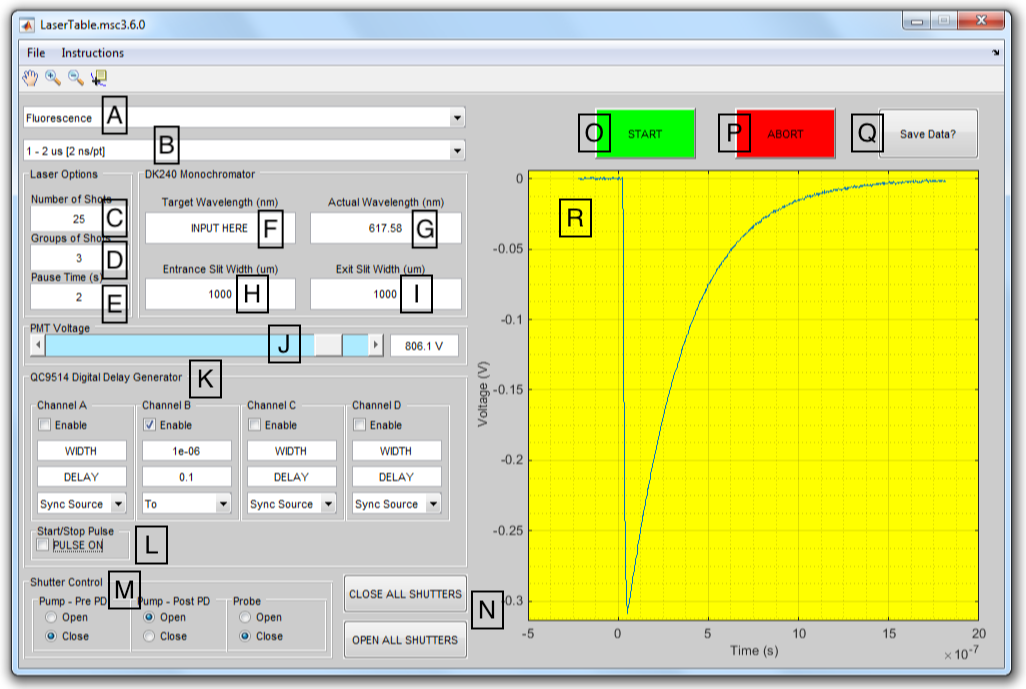 LaserTable.msc3.6.0
File Instructions
Fluorescence A
1 - 2 us [2 ns/pt] B
O START P ABORT Q Save Data?
Laser Options
Number of Shots
25 C
Groups of Shots
3 D
Pause Time (s)
2 E
DK240 Monochromator
Target Wavelength (nm) Actual Wavelength (nm)
INPUT HERE F 617.58 G
Entrance Slit Width (um) Exit Slit Width (um)
1000 H 1000 I
PMT Voltage
J 806.1 V
QC9514 Digital Delay Generator K
Channel A Channel B Channel C Channel D
Enable Enable Enable Enable
WIDTH 1e-06 WIDTH WIDTH
DELAY 0.1 DELAY DELAY
Sync Source To Sync Source Sync Source
Start/Stop Pulse
PULSE ON L
Shutter Control M
Pump - Pre PD Pump - Post PD Probe
Open Open Open
Close Close Close
CLOSE ALL SHUTTERS
N
OPEN ALL SHUTTERS
R
0
-0.05
-0.1
-0.15
-0.2
-0.25
0.3
Voltage (V)
-5 0 5 10 15 20
Time (s)
× 10-7